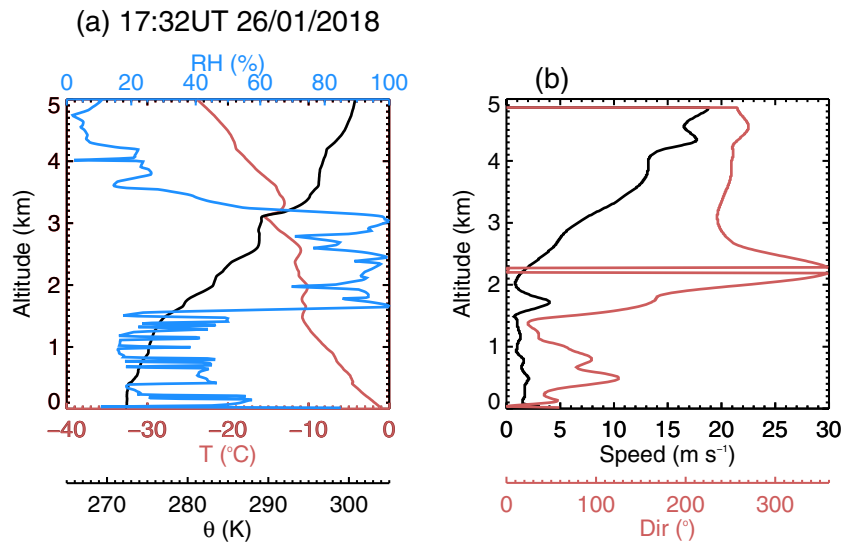 (a) 17:32UT 26/01/2018
RH (%)
0 20 40 60 80 100
5
4
3
2
1
0
Altitude (km)
−40 −30 −20 −10 0
T (°C)
270 280 290 300
θ (K)
(b)
5
4
3
2
1
0
Altitude (km)
0 5 10 15 20 25 30
Speed (m s⁻¹)
0 100 200 300
Dir (°)